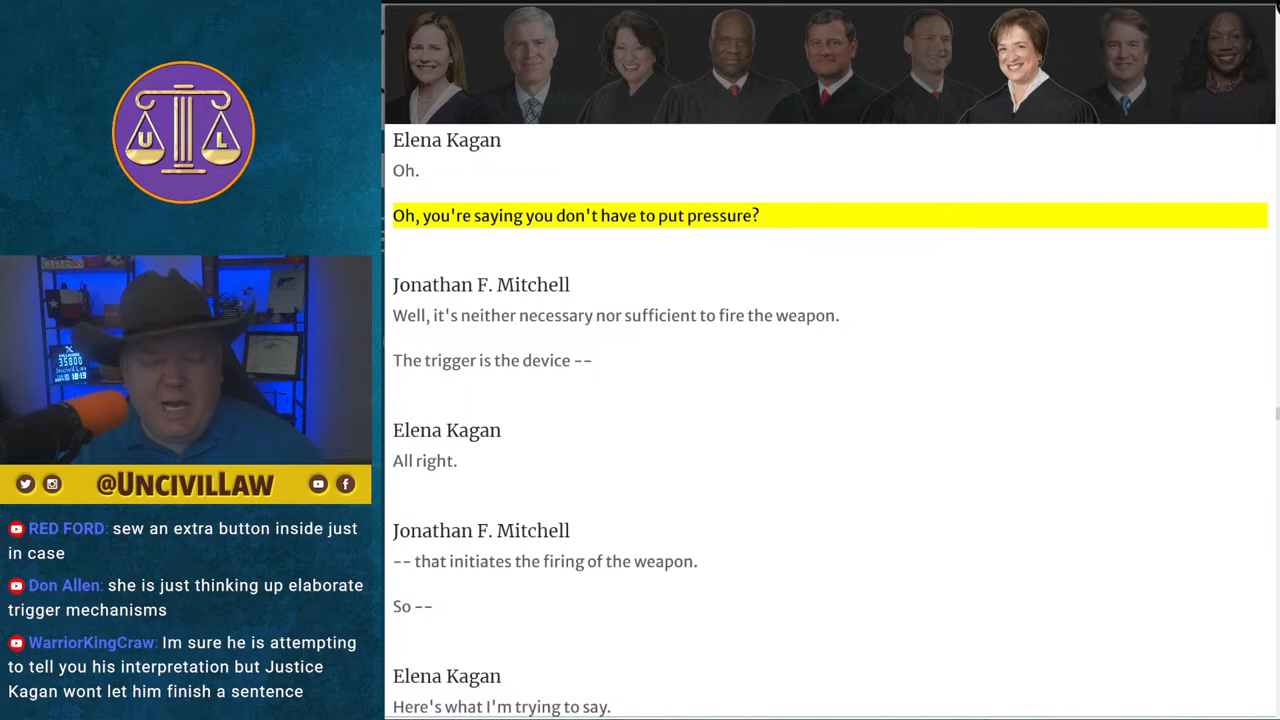 U L
Elena Kagan
Oh.
Oh, you're saying you don't have to put pressure?
Jonathan F. Mitchell
Well, it's neither necessary nor sufficient to fire the weapon.
The trigger is the device --
Elena Kagan
All right.
Jonathan F. Mitchell
-- that initiates the firing of the weapon.
So --
Elena Kagan
Here's what I'm trying to say.
35800
@UNCIVILLAW
RED FORD: sew an extra button inside just
in case
Don Allen: she is just thinking up elaborate
trigger mechanisms
WarriorKingCraw: Im sure he is attempting
to tell you his interpretation but Justice
Kagan wont let him finish a sentence